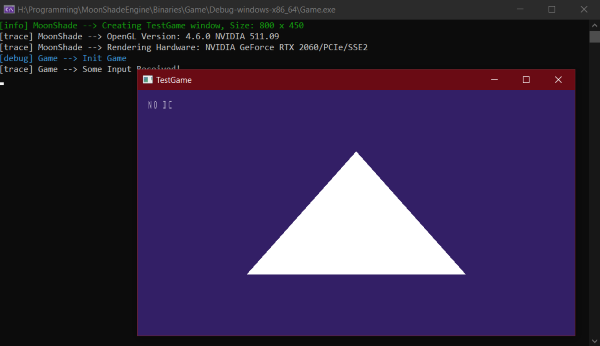 H:\Programming\MoonShadeEngine\Binaries\Game\Debug-windows-x86_64\Game.exe
[info] MoonShade --> Creating TestGame window, Size: 800 x 450
[trace] MoonShade --> OpenGL Version: 4.6.0 NVIDIA 511.09
[trace] MoonShade --> Rendering Hardware: NVIDIA GeForce RTX 2060/PCIe/SSE2
[debug] Game --> Init Game
[trace] Game --> Some Input Received!
TestGame
NO DC